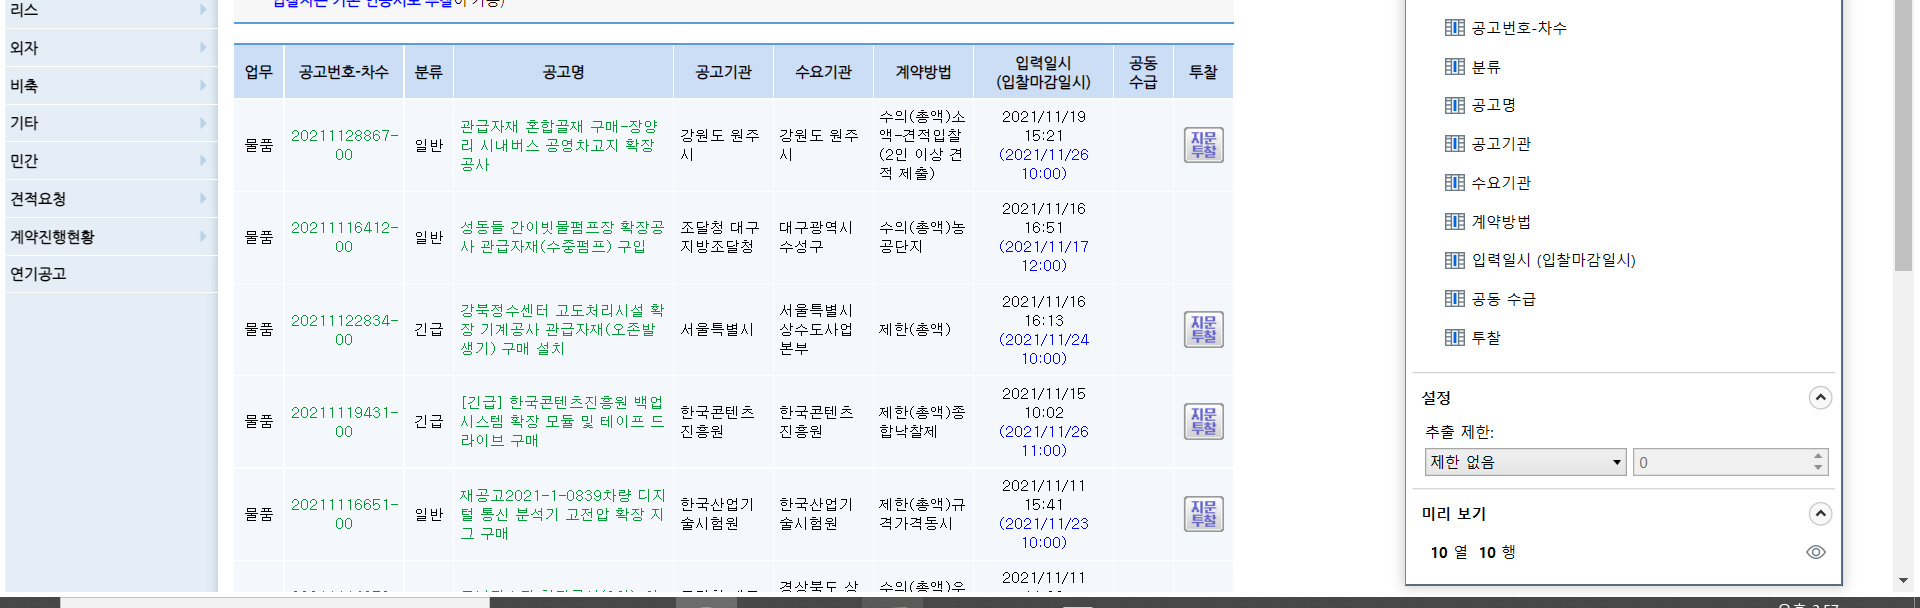 리스
외자
비축
기타
민간
견적요청
계약진행현황
연기공고
입찰자는 기존 인증서로 투찰이 가능)
업무 공고번호-차수 분류 공고명 공고기관 수요기관 계약방법 입력일시 (입찰마감일시) 공동 수급 투찰
물품
20211128867-
00
일반
관급자재 혼합골재 구매-장양
리 시내버스 공영차고지 확장
공사
강원도 원주
시
강원도 원주
시
수의(총액)소
액-견적입찰
(2인 이상 견
적 제출)
2021/11/19
15:21
(2021/11/26
10:00)
지문
투찰
물품
20211116412-
00
일반
성동들 간이빗물펌프장 확장공
사 관급자재(수중펌프) 구입
조달청 대구
지방조달청
대구광역시
수성구
수의(총액)농
공단지
2021/11/16
16:51
(2021/11/17
12:00)
물품
20211122834-
00
긴급
강북정수센터 고도처리시설 확
장 기계공사 관급자재(오존발
생기) 구매 설치
서울특별시
서울특별시
상수도사업
본부
제한(총액)
2021/11/16
16:13
(2021/11/24
10:00)
지문
투찰
물품
20211119431-
00
긴급
[긴급] 한국콘텐츠진흥원 백업
시스템 확장 모듈 및 테이프 드
라이브 구매
한국콘텐츠
진흥원
한국콘텐츠
진흥원
제한(총액)종
합낙찰제
2021/11/15
10:02
(2021/11/26
11:00)
지문
투찰
물품
20211116651-
00
일반
재공고2021-1-0839차량 디지
털 통신 분석기 고전압 확장 지
그 구매
한국산업기
술시험원
한국산업기
술시험원
제한(총액)규
격가격동시
2021/11/11
15:41
(2021/11/23
10:00)
지문
투찰
경상북도 상
수의(총액)우
2021/11/11
공고번호-차수
분류
공고명
공고기관
수요기관
계약방법
입력일시 (입찰마감일시)
공동 수급
투찰
설정
추출 제한:
제한 없음 0
미리 보기
10 열 10 행